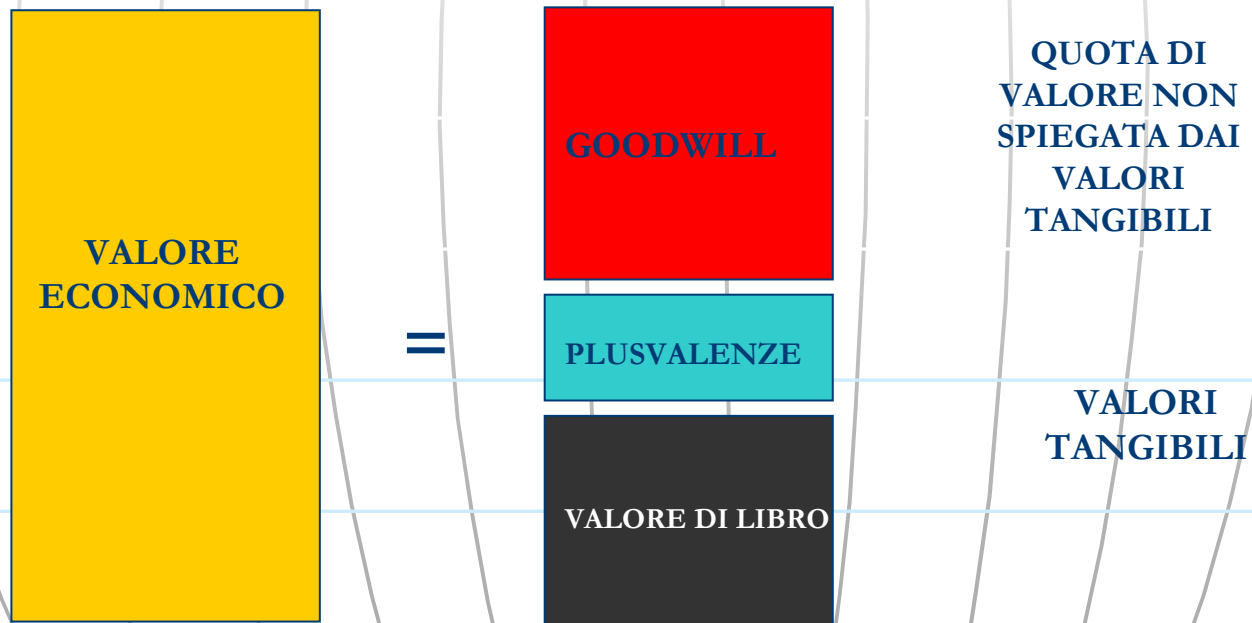 VALORE
ECONOMICO
=
GOODWILL
PLUSVALENZE
VALORE DI LIBRO
QUOTA DI
VALORE NON
SPIEGATA DAI
VALORI
TANGIBILI
VALORI
TANGIBILI